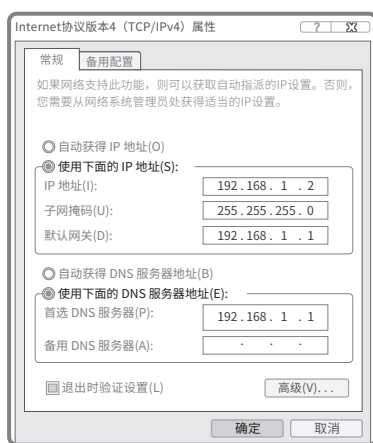 Internet协议版本4（TCP/IPv4）属性
?
常规
备用配置
如果网络支持此功能，则可以获取自动指派的IP设置。否则，
您需要从网络系统管理员处获得适当的IP设置。
自动获得 IP 地址(O)
使用下面的 IP 地址(S):
IP 地址(I): 192.168. 1 . 2
子网掩码(U): 255.255.255. 0
默认网关(D): 192.168. 1 . 1
自动获得 DNS 服务器地址(B)
使用下面的 DNS 服务器地址(E):
首选 DNS 服务器(P): 192.168. 1 . 1
备用 DNS 服务器(A): . . .
退出时验证设置(L)
高级(V)...
确定
取消